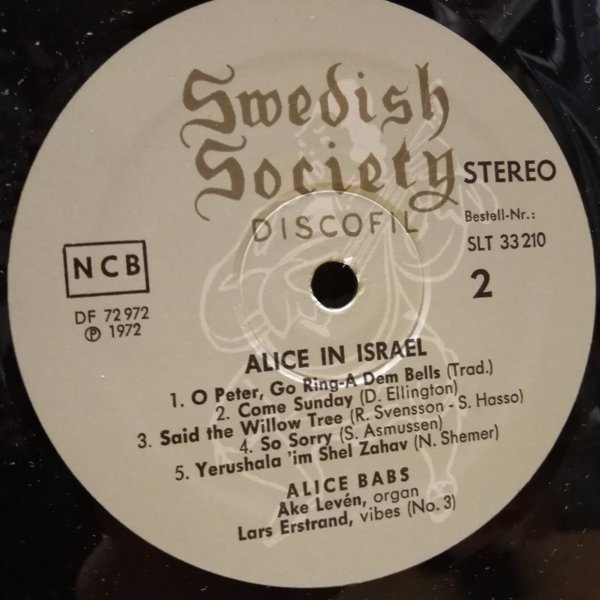 Swedish
Society
DISCOFIL
STEREO
Bestell-Nr.:
SLT 33 210
2
NCB
DF 72 972
℗ 1972
ALICE IN ISRAEL
1. O Peter, Go Ring-A Dem Bells (Trad.)
2. Come Sunday (D. Ellington)
3. Said the Willow Tree (R. Svensson - S. Hasso)
4. So Sorry (S. Asmussen)
5. Yerushala 'im Shel Zahav (N. Shemer)
ALICE BABS
Åke Levén, organ
Lars Erstrand, vibes (No. 3)